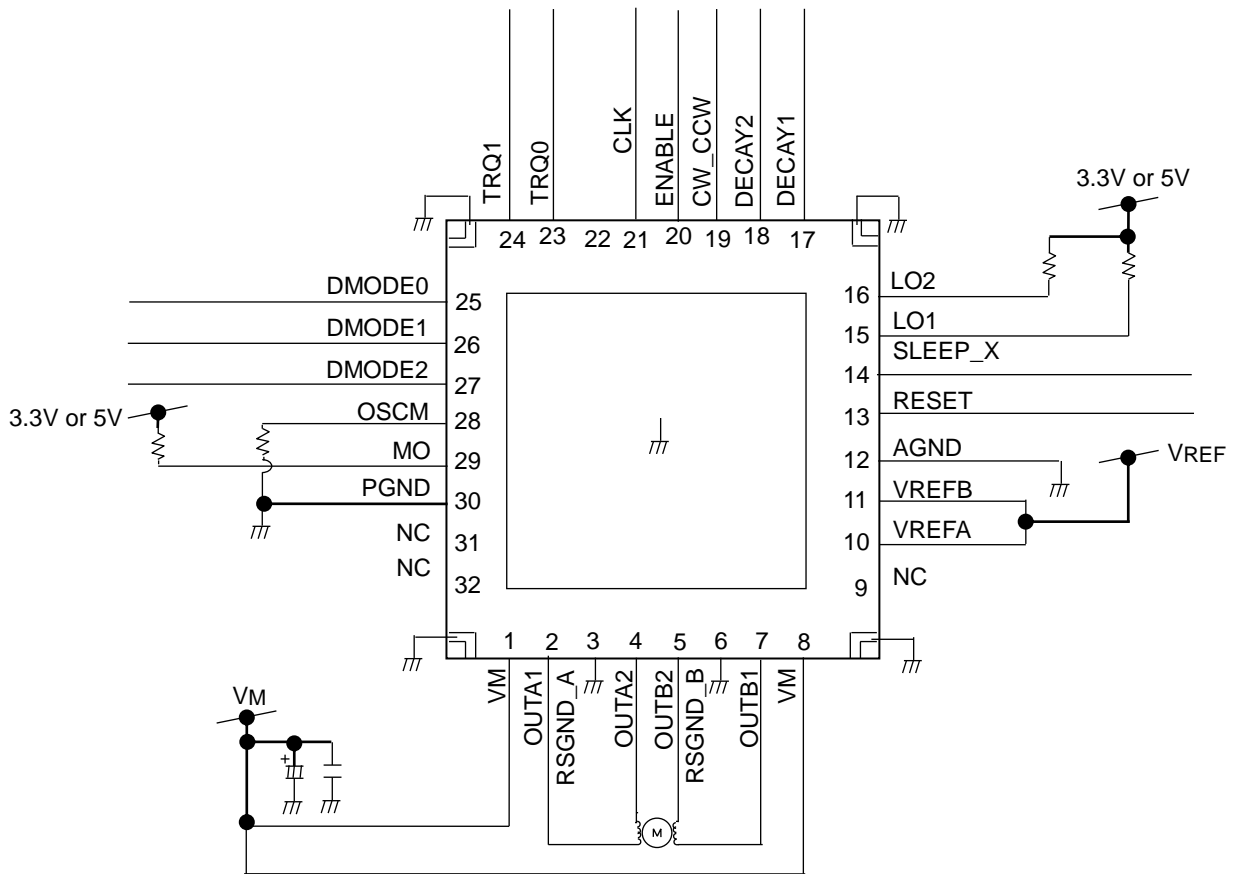 TRQ1
TRQ0
CLK
ENABLE
CW_CCW
DECAY2
DECAY1
3.3V or 5V
24
23
22
21
20
19
18
17
DMODE0
25
16
LO2
DMODE1
26
15
LO1
SLEEP_X
DMODE2
27
14
3.3V or 5V
OSCM
28
13
RESET
MO
29
12
AGND
VREF
PGND
30
11
VREFB
NC
31
10
VREFA
NC
32
9
NC
1
2
3
4
5
6
7
8
VM
OUTA1
RSGND_A
OUTA2
OUTB2
RSGND_B
OUTB1
VM
VM
+
M